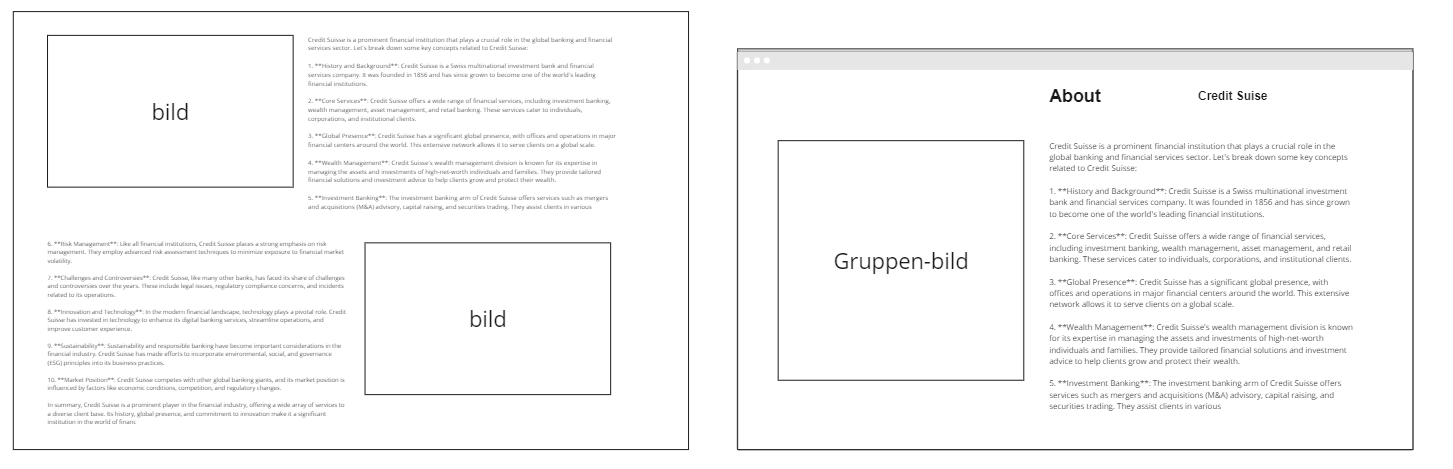 bild
Credit Suisse is a prominent financial institution that plays a crucial role in the global banking and financial
services sector. Let's break down some key concepts related to Credit Suisse:
1. **History and Background**: Credit Suisse is a Swiss multinational investment bank and financial
services company. It was founded in 1856 and has since grown to become one of the world's leading
financial institutions.
2. **Core Services**: Credit Suisse offers a wide range of financial services, including investment banking,
wealth management, asset management, and retail banking. These services cater to individuals,
corporations, and institutional clients.
3. **Global Presence**: Credit Suisse has a significant global presence, with offices and operations in major
financial centers around the world. This extensive network allows it to serve clients on a global scale.
4. **Wealth Management**: Credit Suisse's wealth management division is known for its expertise in
managing the assets and investments of high-net-worth individuals and families. They provide tailored
financial solutions and investment advice to help clients grow and protect their wealth.
5. **Investment Banking**: The investment banking arm of Credit Suisse offers services such as mergers
and acquisitions (M&A) advisory, capital raising, and securities trading. They assist clients in various
6. **Risk Management**: Like all financial institutions, Credit Suisse places a strong emphasis on risk
management. They employ advanced risk assessment techniques to minimize exposure to financial market
volatility.
7. **Challenges and Controversies**: Credit Suisse, like many other banks, has faced its share of challenges
and controversies over the years. These include legal issues, regulatory compliance concerns, and incidents
related to its operations.
8. **Innovation and Technology**: In the modern financial landscape, technology plays a pivotal role. Credit
Suisse has invested in technology to enhance its digital banking services, streamline operations, and
improve customer experience.
9. **Sustainability**: Sustainability and responsible banking have become important considerations in the
financial industry. Credit Suisse has made efforts to incorporate environmental, social, and governance
(ESG) principles into its business practices.
10. **Market Position**: Credit Suisse competes with other global banking giants, and its market position is
influenced by factors like economic conditions, competition, and regulatory changes.
In summary, Credit Suisse is a prominent player in the financial industry, offering a wide array of services to
a diverse client base. Its history, global presence, and commitment to innovation make it a significant
institution in the world of financ
bild
About
Credit Suise
Gruppen-bild
Credit Suisse is a prominent financial institution that plays a crucial role in the
global banking and financial services sector. Let's break down some key concepts
related to Credit Suisse:
1. **History and Background**: Credit Suisse is a Swiss multinational investment
bank and financial services company. It was founded in 1856 and has since grown
to become one of the world's leading financial institutions.
2. **Core Services**: Credit Suisse offers a wide range of financial services,
including investment banking, wealth management, asset management, and retail
banking. These services cater to individuals, corporations, and institutional clients.
3. **Global Presence**: Credit Suisse has a significant global presence, with
offices and operations in major financial centers around the world. This extensive
network allows it to serve clients on a global scale.
4. **Wealth Management**: Credit Suisse's wealth management division is known
for its expertise in managing the assets and investments of high-net-worth
individuals and families. They provide tailored financial solutions and investment
advice to help clients grow and protect their wealth.
5. **Investment Banking**: The investment banking arm of Credit Suisse offers
services such as mergers and acquisitions (M&A) advisory, capital raising, and
securities trading. They assist clients in various